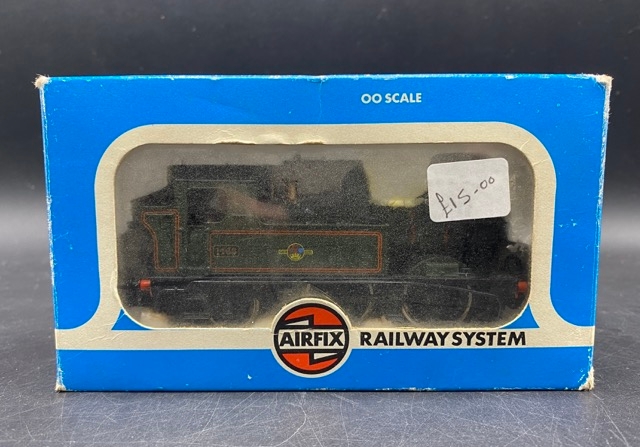 OO SCALE
£15-00
AIRFIX
RAILWAY SYSTEM